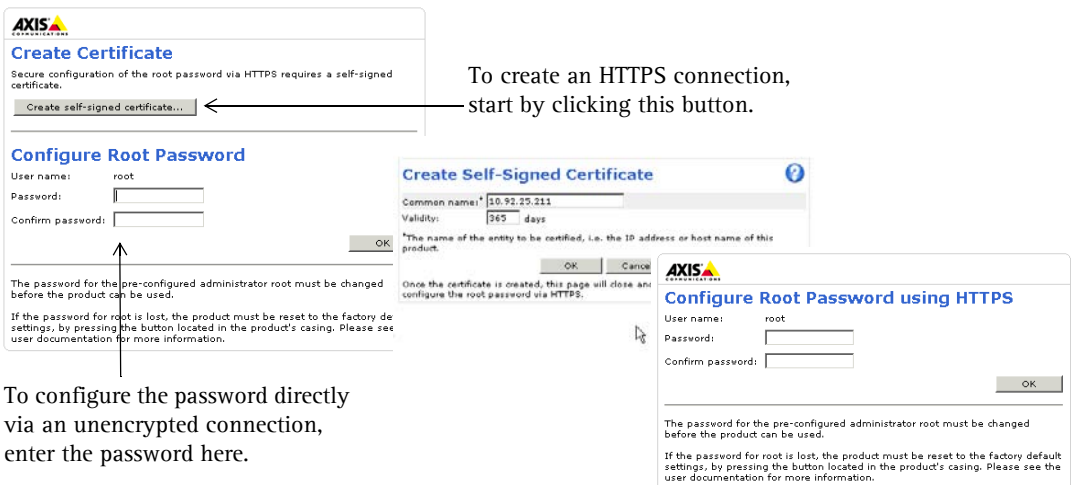 AXIS
COMMUNICATIONS
Create Certificate
Secure configuration of the root password via HTTPS requires a self-signed
certificate.
Create self-signed certificate...
To create an HTTPS connection,
start by clicking this button.
Configure Root Password
User name: root
Password:
Confirm password:
OK
The password for the pre-configured administrator root must be changed
before the product can be used.
If the password for root is lost, the product must be reset to the factory de
settings, by pressing the button located in the product's casing. Please see
user documentation for more information.
To configure the password directly
via an unencrypted connection,
enter the password here.
Create Self-Signed Certificate
?
Common name:* 10.92.25.211
Validity: 365 days
*The name of the entity to be certified, i.e. the IP address or host name of this
product.
OK Cance
Once the certificate is created, this page will close and
configure the root password via HTTPS.
AXIS
COMMUNICATIONS
Configure Root Password using HTTPS
User name: root
Password:
Confirm password:
OK
The password for the pre-configured administrator root must be changed
before the product can be used.
If the password for root is lost, the product must be reset to the factory default
settings, by pressing the button located in the product's casing. Please see the
user documentation for more information.